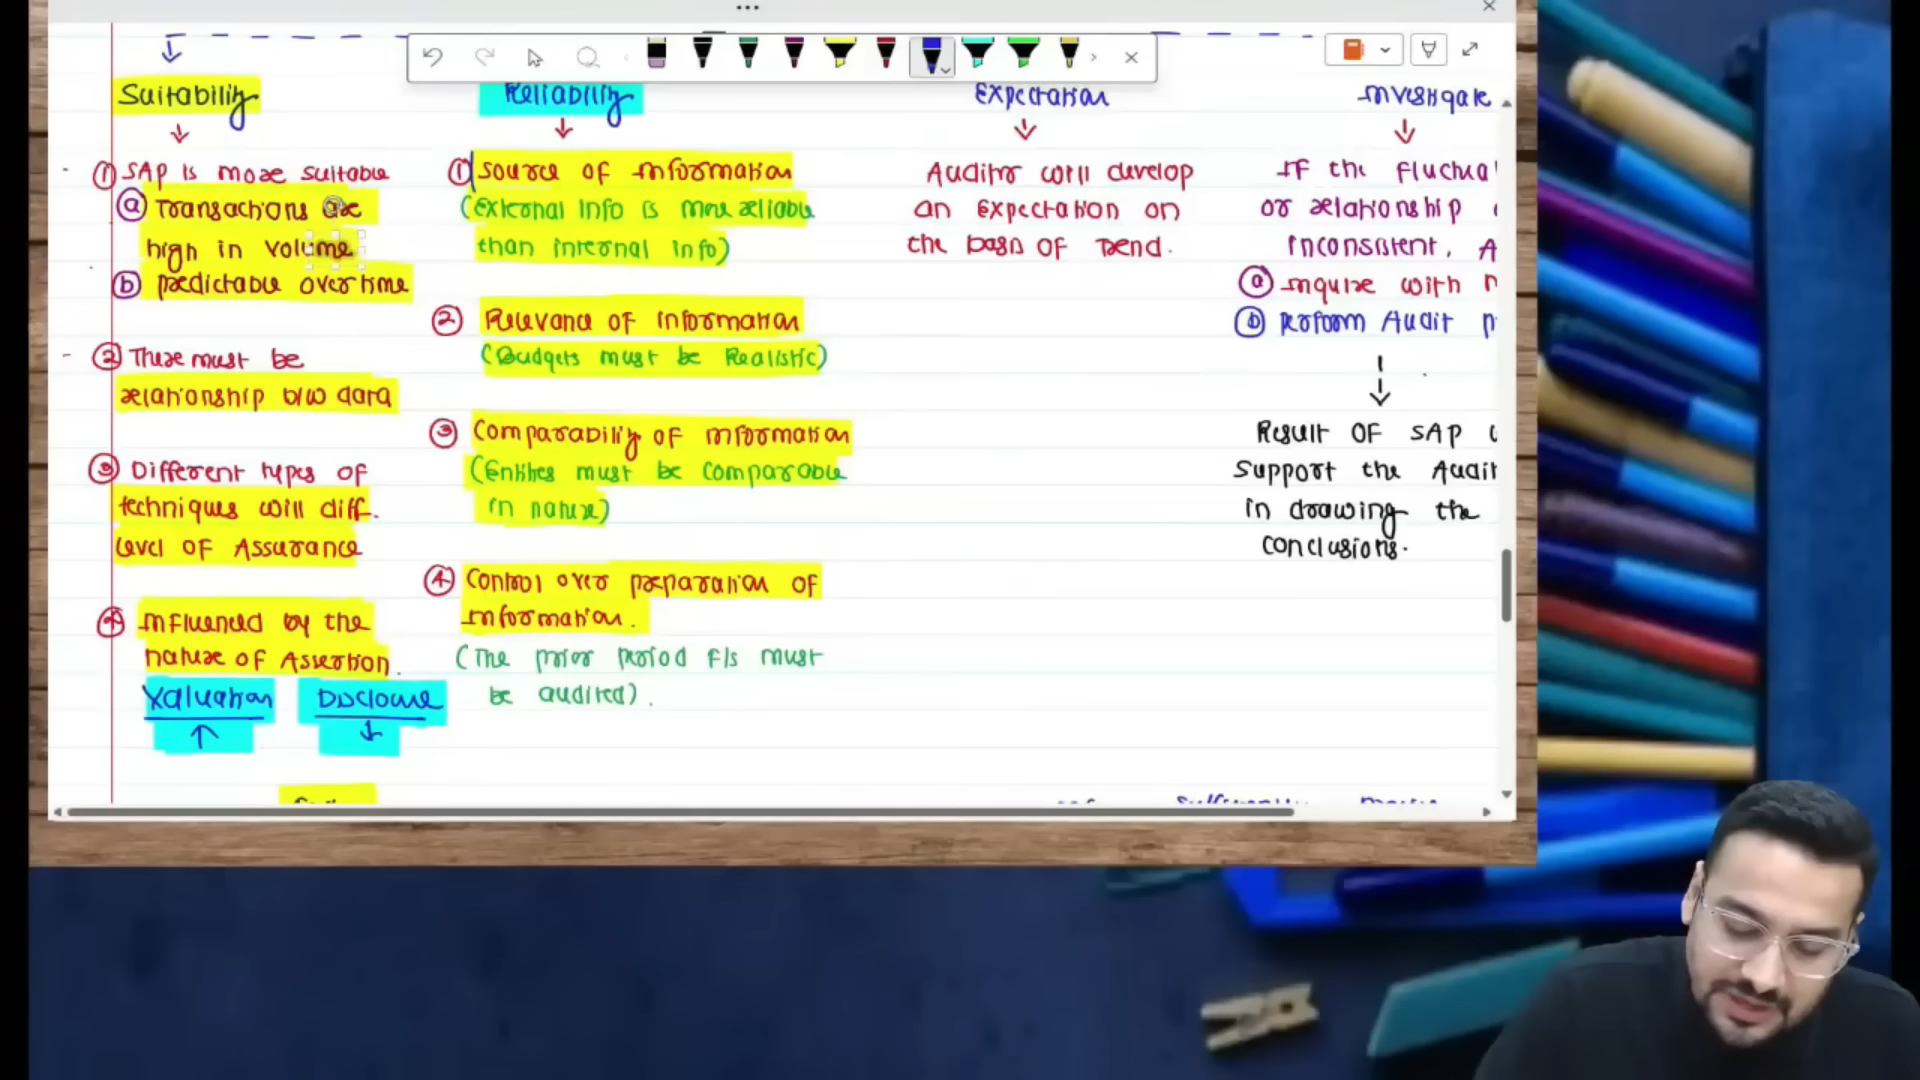 Suitability
① SAP is more suitable
ⓐ Transactions are
high in volume
ⓑ predictable overtime
② There must be
relationship b/w data
③ Different types of
techniques will diff.
level of Assurance
④ Influenced by the
nature of Assertion.
Valuation Disclosure
Reliability
① Source of Information
(External Info is more reliable
than internal info)
② Relevance of Information
(Budgets must be Realistic)
③ Comparability of Information
(Entities must be comparable
in nature)
④ Control over preparation of
Information.
(The prior period F/s must
be audited).
Expectation
Auditor will develop
an Expectation on
the basis of Trend.
Investigate
IF the Fluctua
or relationship
inconsistent, A
ⓐ Inquire with
ⓑ Perform Audit p
Result OF SAP
Support the Audit
in drawing the
conclusions.